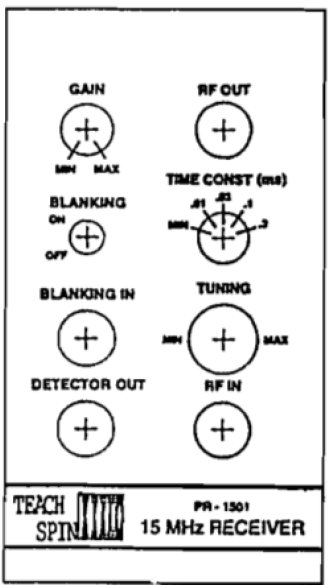 GAIN
RF OUT
MIN MAX
TIME CONST (ms)
.01 .03 .1
MIN .3
BLANKING
ON
OFF
BLANKING IN
TUNING
MIN MAX
DETECTOR OUT
RF IN
TEACH SPIN
PR-1501
15 MHz RECEIVER